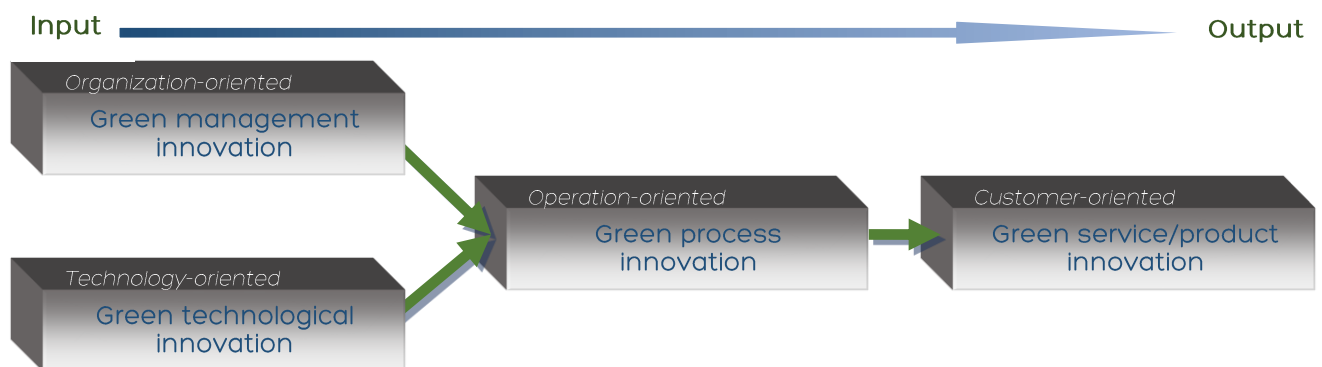 Input
Output
Organization-oriented
Green management
innovation
Technology-oriented
Green technological
innovation
Operation-oriented
Green process
innovation
Customer-oriented
Green service/product
innovation